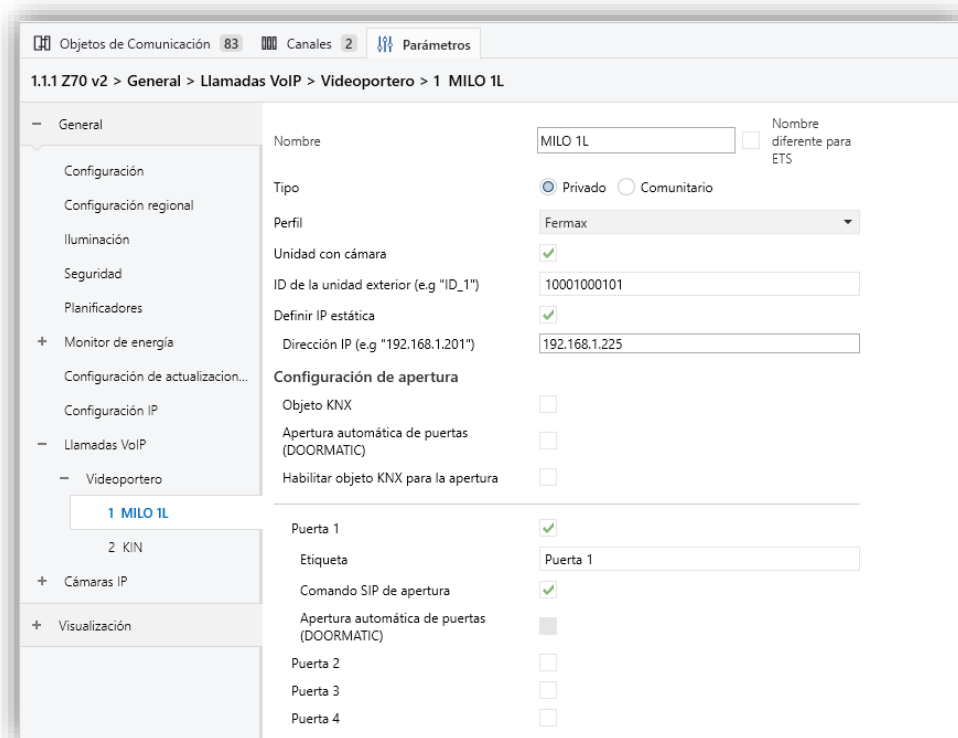 Objetos de Comunicación 83 Canales 2 Parámetros
1.1.1 Z70 v2 > General > Llamadas VoIP > Videoportero > 1 MILO 1L
− General
Configuración
Configuración regional
Iluminación
Seguridad
Planificadores
+ Monitor de energía
Configuración de actualizacion...
Configuración IP
− Llamadas VoIP
− Videoportero
1 MILO 1L
2 KIN
+ Cámaras IP
+ Visualización
Nombre MILO 1L
Nombre
diferente para
ETS
Tipo Privado Comunitario
Perfil Fermax
Unidad con cámara
ID de la unidad exterior (e.g "ID_1") 10001000101
Definir IP estática
Dirección IP (e.g "192.168.1.201") 192.168.1.225
Configuración de apertura
Objeto KNX
Apertura automática de puertas
(DOORMATIC)
Habilitar objeto KNX para la apertura
Puerta 1
Etiqueta Puerta 1
Comando SIP de apertura
Apertura automática de puertas
(DOORMATIC)
Puerta 2
Puerta 3
Puerta 4